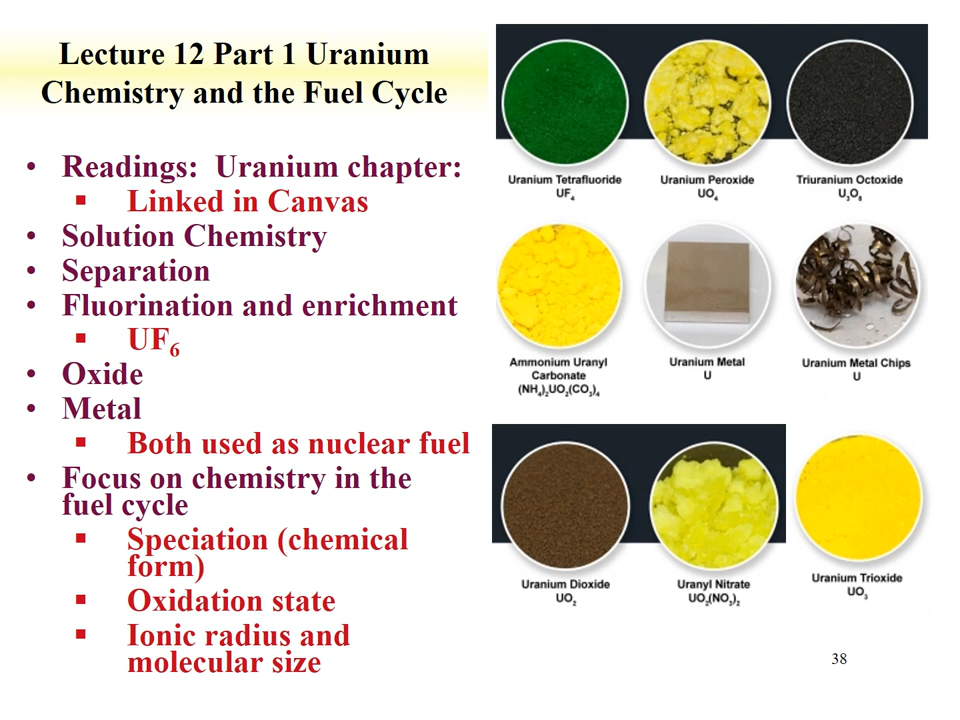 Lecture 12 Part 1 Uranium
Chemistry and the Fuel Cycle
• Readings: Uranium chapter:
▪ Linked in Canvas
• Solution Chemistry
• Separation
• Fluorination and enrichment
▪ UF₆
• Oxide
• Metal
▪ Both used as nuclear fuel
• Focus on chemistry in the
fuel cycle
▪ Speciation (chemical
form)
▪ Oxidation state
▪ Ionic radius and
molecular size
Uranium Tetrafluoride
UF₄
Uranium Peroxide
UO₄
Triuranium Octoxide
U₃O₈
Ammonium Uranyl
Carbonate
(NH₄)₂UO₂(CO₃)₄
Uranium Metal
U
Uranium Metal Chips
U
Uranium Dioxide
UO₂
Uranyl Nitrate
UO₂(NO₃)₂
Uranium Trioxide
UO₃
38